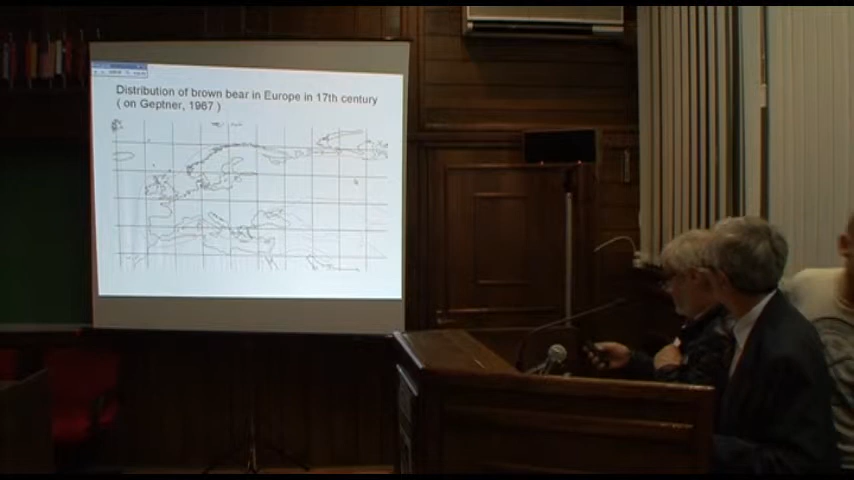 Distribution of brown bear in Europe in 17th century
( on Geptner, 1967 )